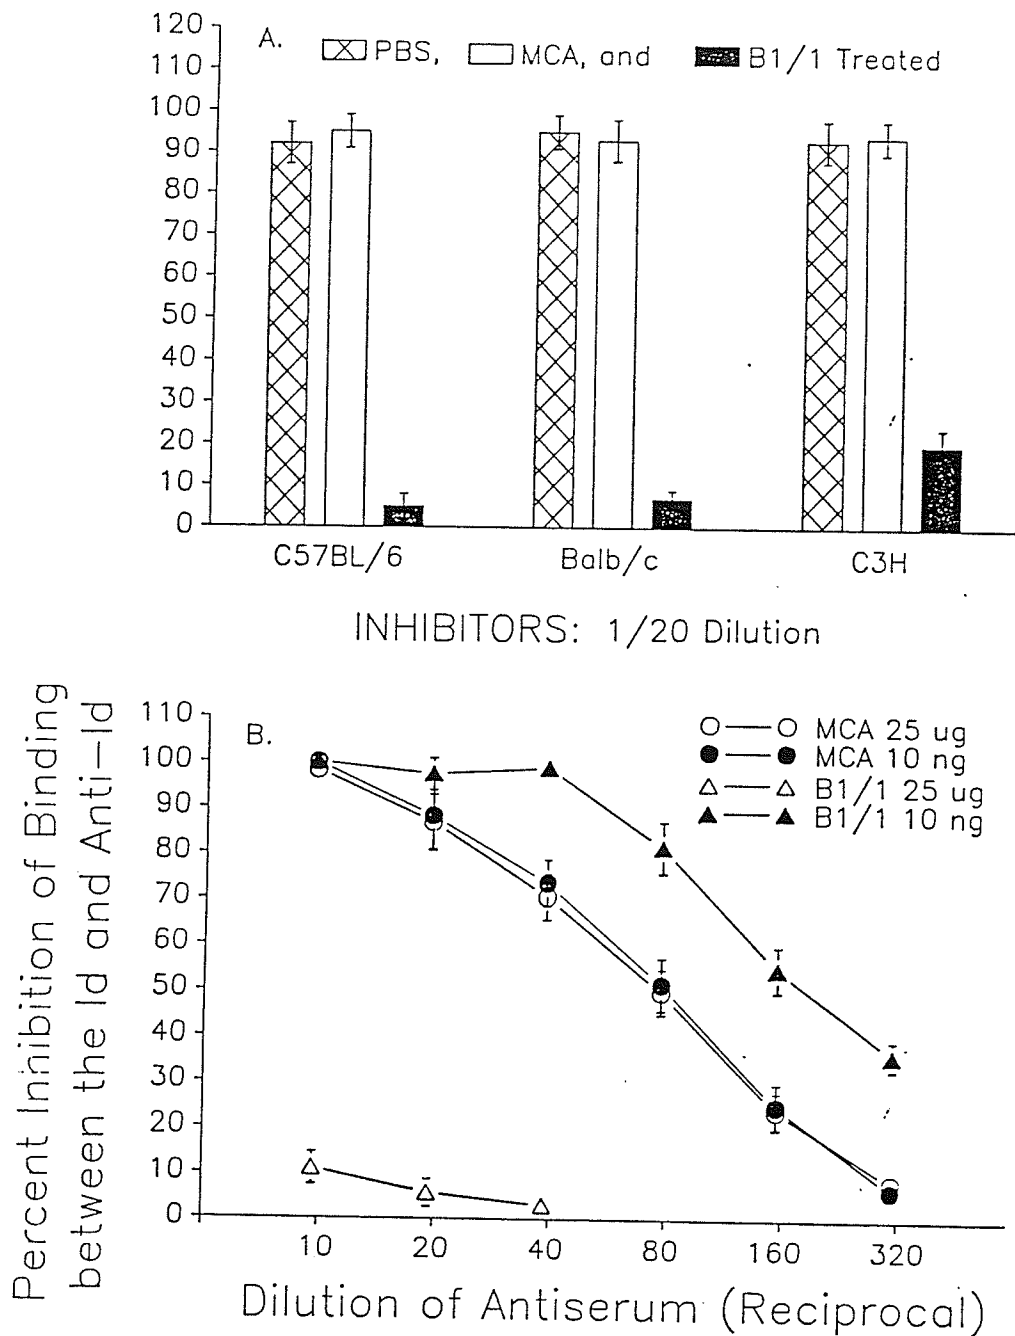 120
A.
PBS, MCA, and B1/1 Treated
110
100
90
80
70
60
50
40
30
20
10
0
C57BL/6 Balb/c C3H
INHIBITORS: 1/20 Dilution
Percent Inhibition of Binding
between the Id and Anti-Id
110
B.
MCA 25 ug
MCA 10 ng
B1/1 25 ug
B1/1 10 ng
100
90
80
70
60
50
40
30
20
10
0
10 20 40 80 160 320
Dilution of Antiserum (Reciprocal)